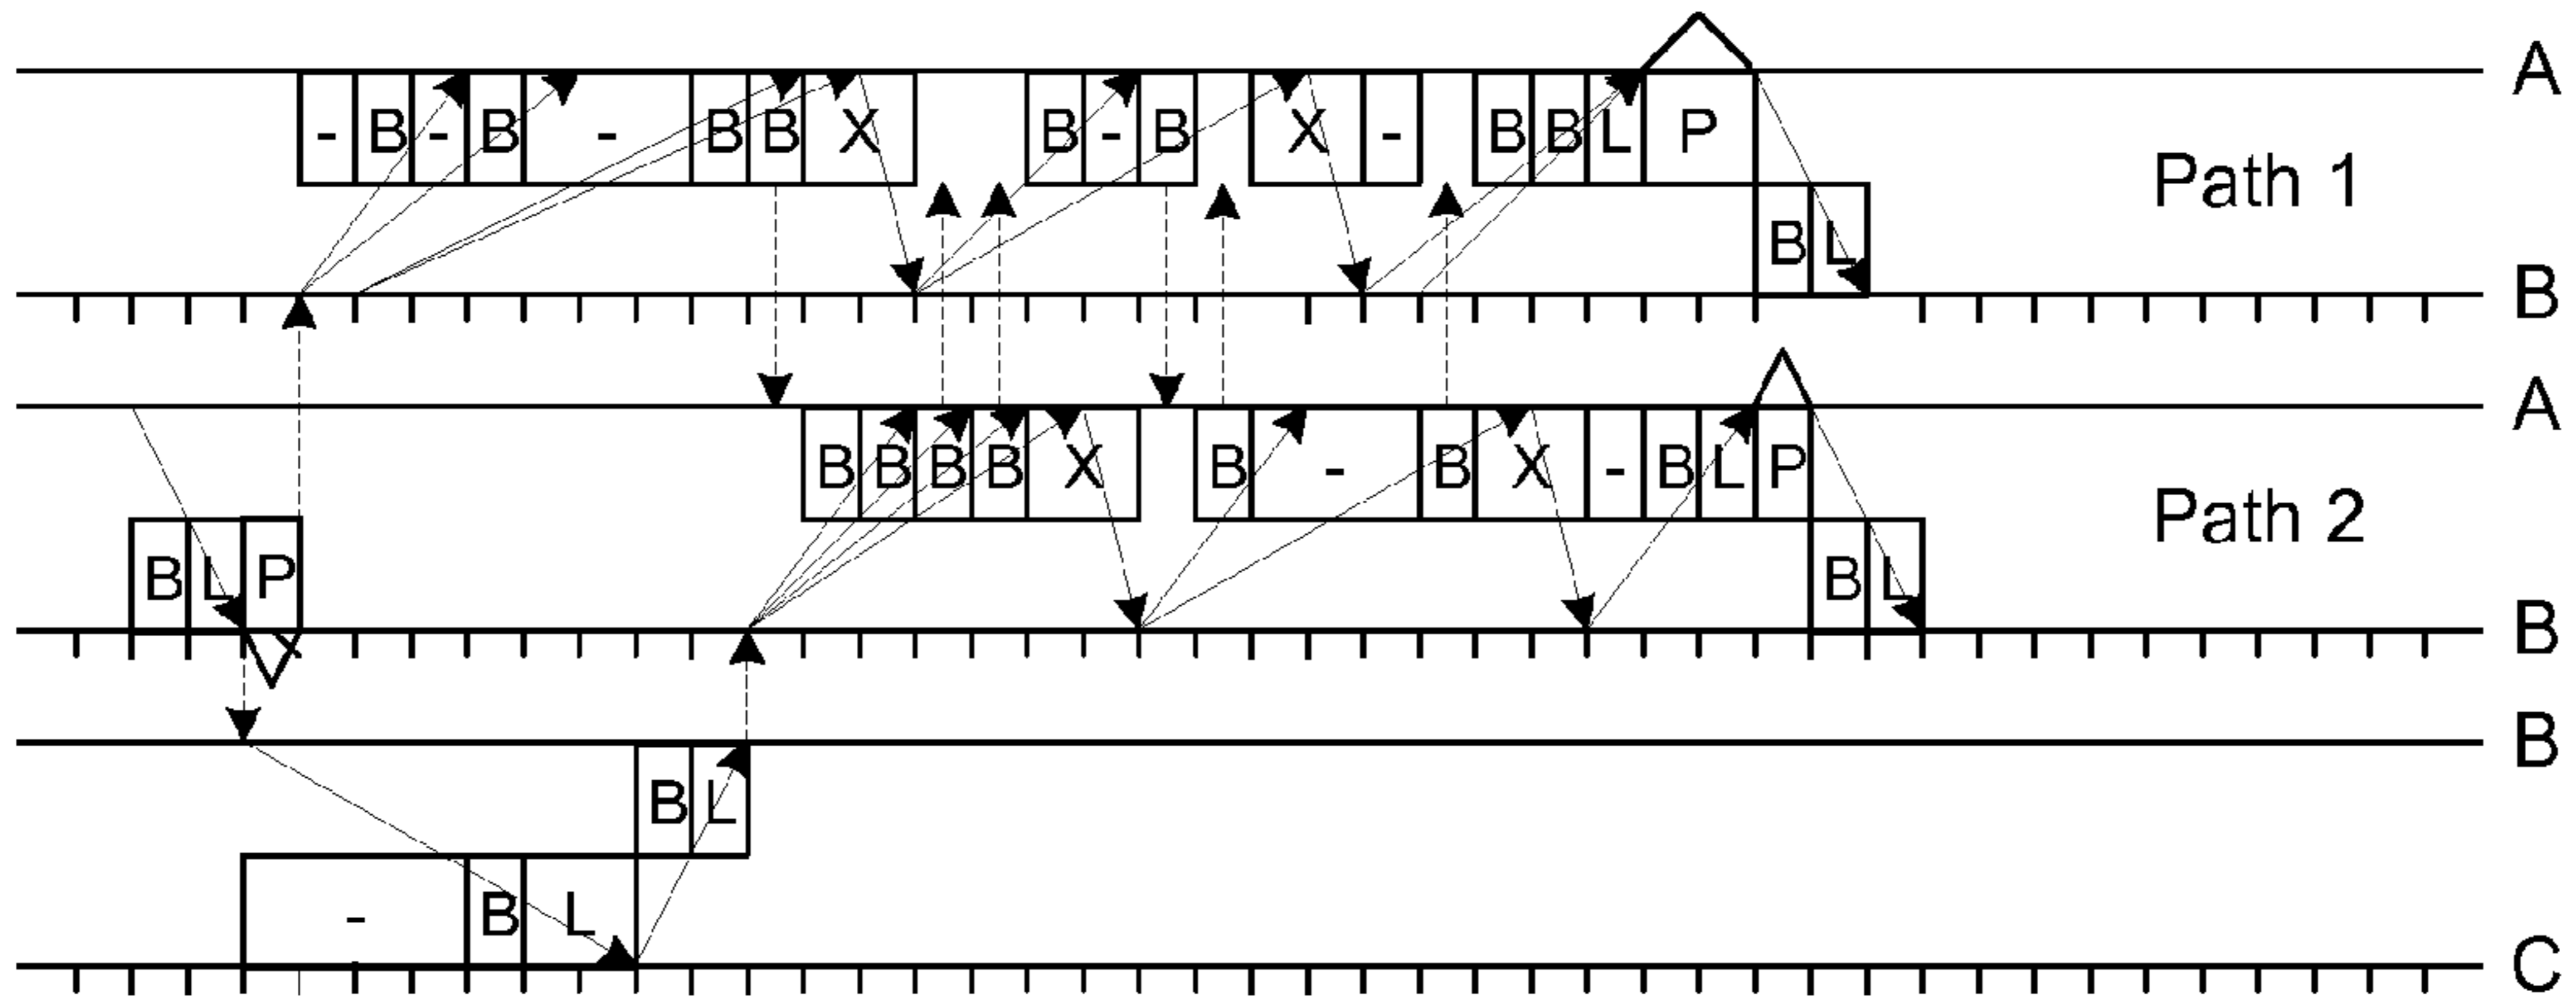 A
- B - B - B B X B - B X - B B L P
Path 1
B L
B
A
B B B B X B - B X - B L P
Path 2
B L P B L
B
B
B L
- B L
C